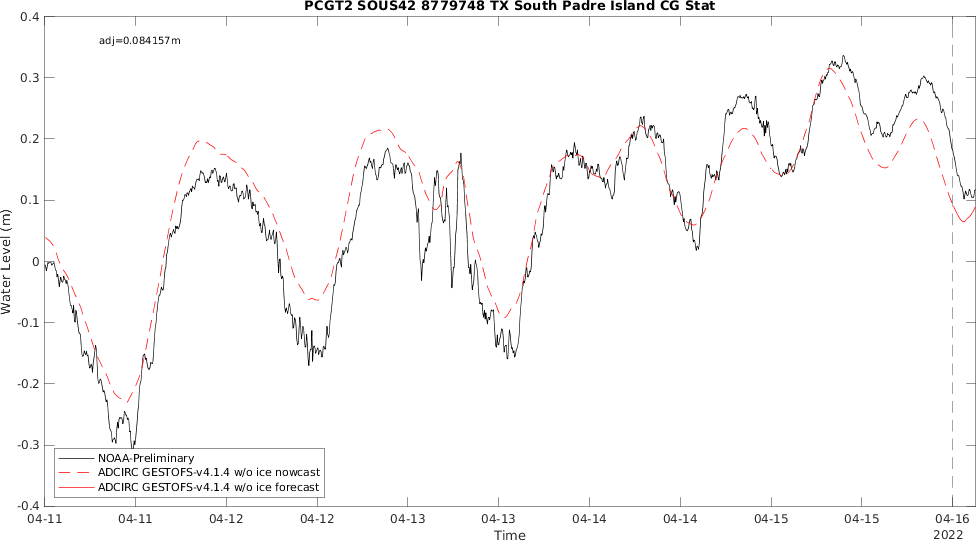 PCGT2 SOUS42 8779748 TX South Padre Island CG Stat
adj=0.084157m
0.4
0.3
0.2
0.1
0
-0.1
-0.2
-0.3
-0.4
Water Level (m)
NOAA-Preliminary
ADCIRC GESTOFS-v4.1.4 w/o ice nowcast
ADCIRC GESTOFS-v4.1.4 w/o ice forecast
04-11 04-11 04-12 04-12 04-13 04-13 04-14 04-14 04-15 04-15 04-16
Time
2022